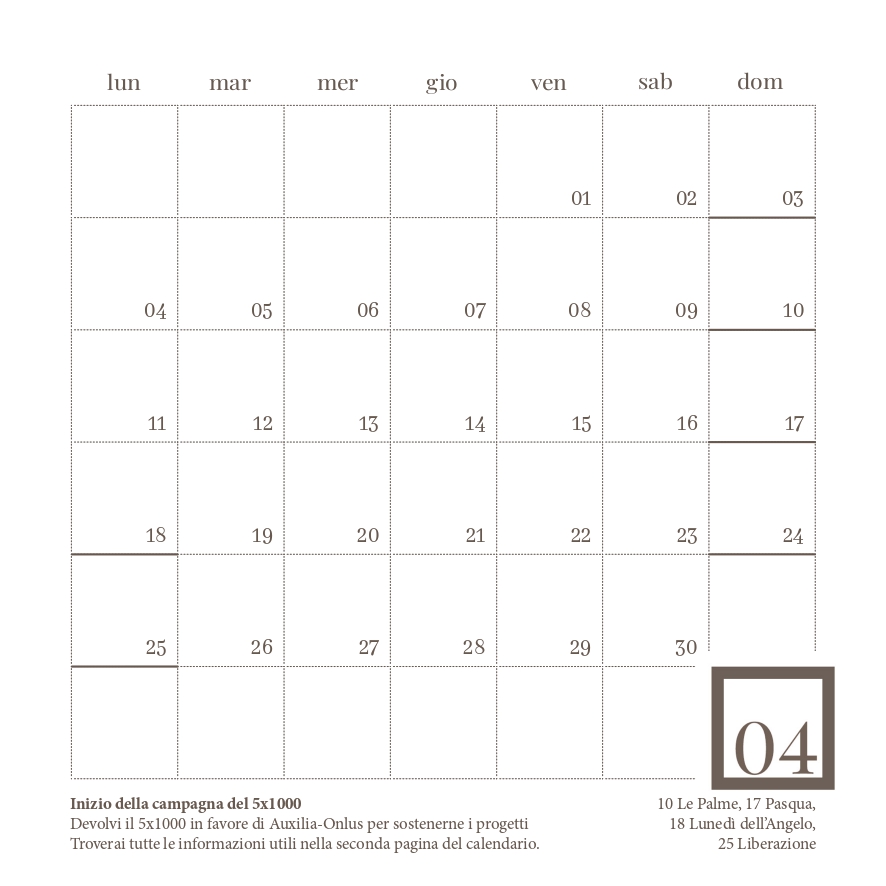 lun mar mer gio ven sab dom
01 02 03
04 05 06 07 08 09 10
11 12 13 14 15 16 17
18 19 20 21 22 23 24
25 26 27 28 29 30
04
Inizio della campagna del 5x1000
Devolvi il 5x1000 in favore di Auxilia-Onlus per sostenerne i progetti
Troverai tutte le informazioni utili nella seconda pagina del calendario.
10 Le Palme, 17 Pasqua,
18 Lunedì dell'Angelo,
25 Liberazione